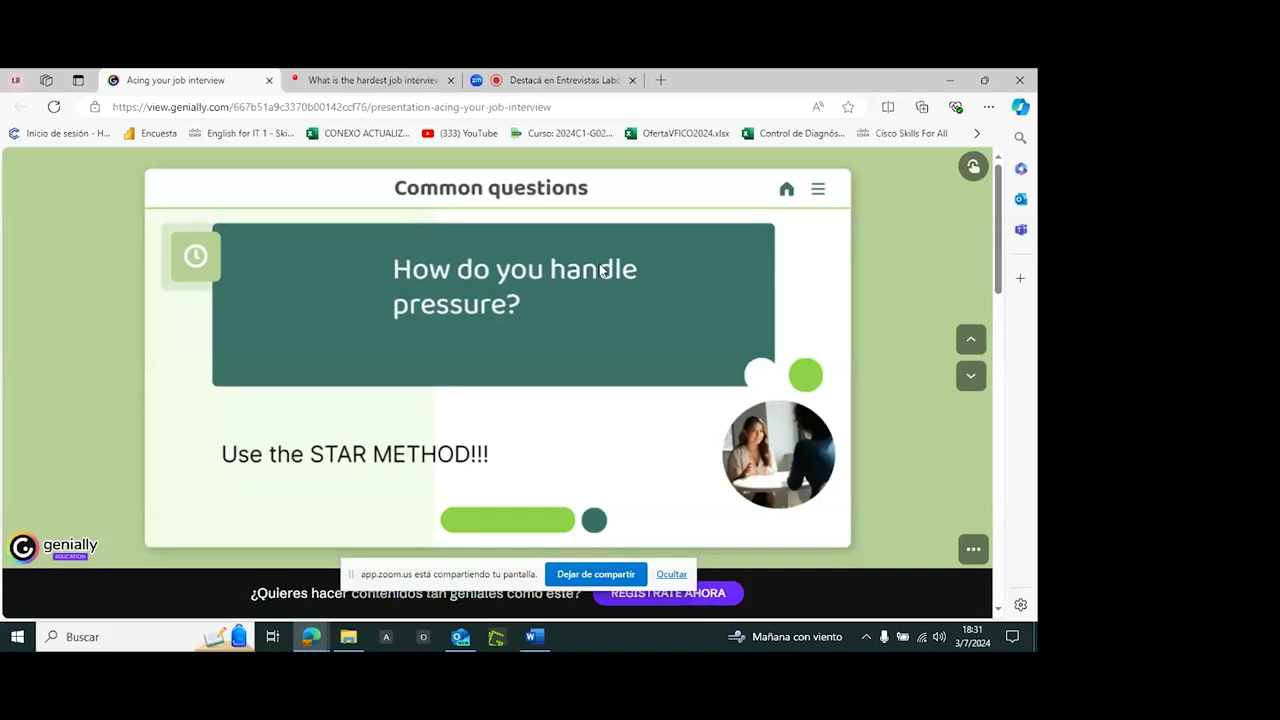 LB
Acing your job interview
What is the hardest job intervie
zm
Destacá en Entrevistas Lab
https://view.genially.com/667b51a9c3370b00142ccf76/presentation-acing-your-job-interview
Inicio de sesión - H...
Encuesta
English for IT 1 - Ski...
CONEXO ACTUALIZ...
(333) YouTube
Curso: 2024C1-G02...
OfertaVFICO2024.xlsx
Control de Diagnós...
Cisco Skills For All
Common questions
How do you handle
pressure?
Use the STAR METHOD!!!
genially
EDUCATION
app.zoom.us está compartiendo tu pantalla.
Dejar de compartir
Ocultar
¿Quieres hacer contenidos tan geniales como este?
REGÍSTRATE AHORA
Buscar
A
O
Mañana con viento
18:31
3/7/2024